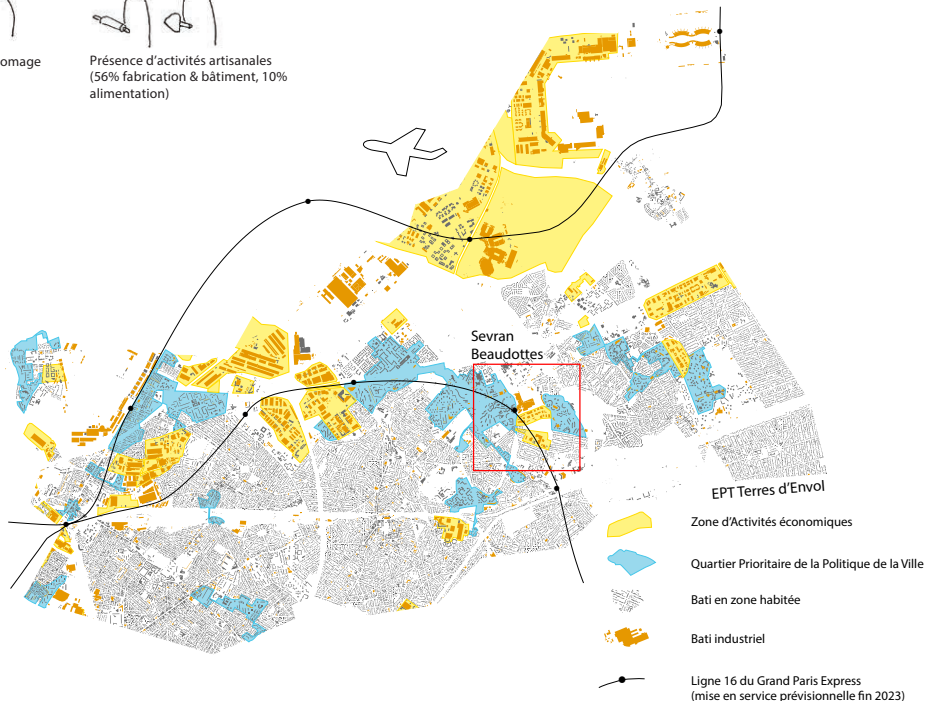 omage
Présence d'activités artisanales
(56% fabrication & bâtiment, 10%
alimentation)
Sevran
Beaudottes
EPT Terres d'Envol
Zone d'Activités économiques
Quartier Prioritaire de la Politique de la Ville
Bati en zone habitée
Bati industriel
Ligne 16 du Grand Paris Express
(mise en service prévisionnelle fin 2023)